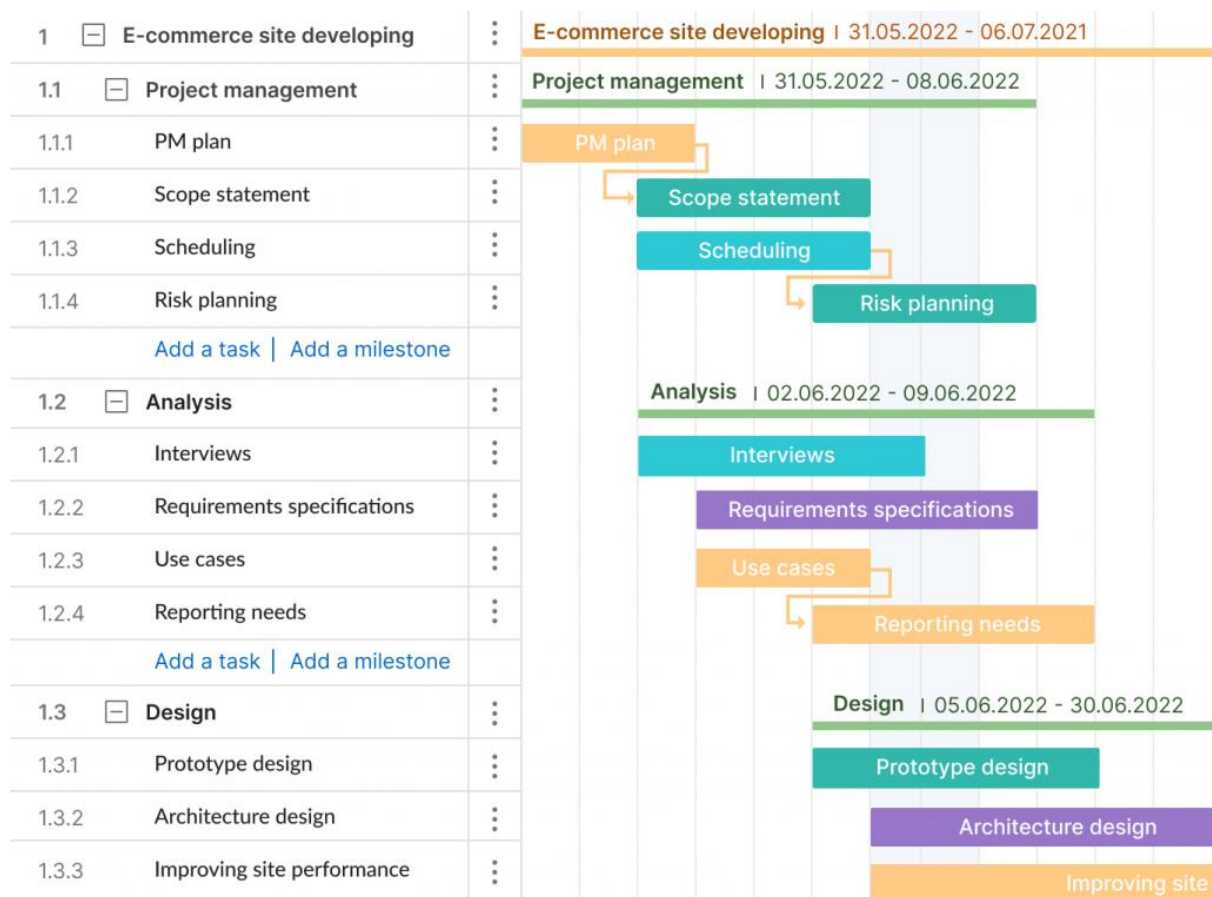 1 E-commerce site developing E-commerce site developing | 31.05.2022 - 06.07.2021
1.1 Project management Project management | 31.05.2022 - 08.06.2022
1.1.1 PM plan PM plan
1.1.2 Scope statement Scope statement
1.1.3 Scheduling Scheduling
1.1.4 Risk planning Risk planning
Add a task | Add a milestone
1.2 Analysis Analysis | 02.06.2022 - 09.06.2022
1.2.1 Interviews Interviews
1.2.2 Requirements specifications Requirements specifications
1.2.3 Use cases Use cases
1.2.4 Reporting needs Reporting needs
Add a task | Add a milestone
1.3 Design Design | 05.06.2022 - 30.06.2022
1.3.1 Prototype design Prototype design
1.3.2 Architecture design Architecture design
1.3.3 Improving site performance Improving site